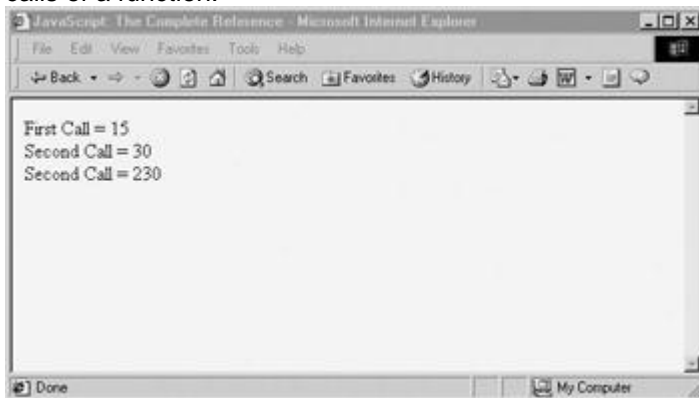 calls of a function.
JavaScript: The Complete Reference - Microsoft Internet Explorer
File Edit View Favorites Tools Help
Back Search Favorites History
First Call = 15
Second Call = 30
Second Call = 230
Done My Computer